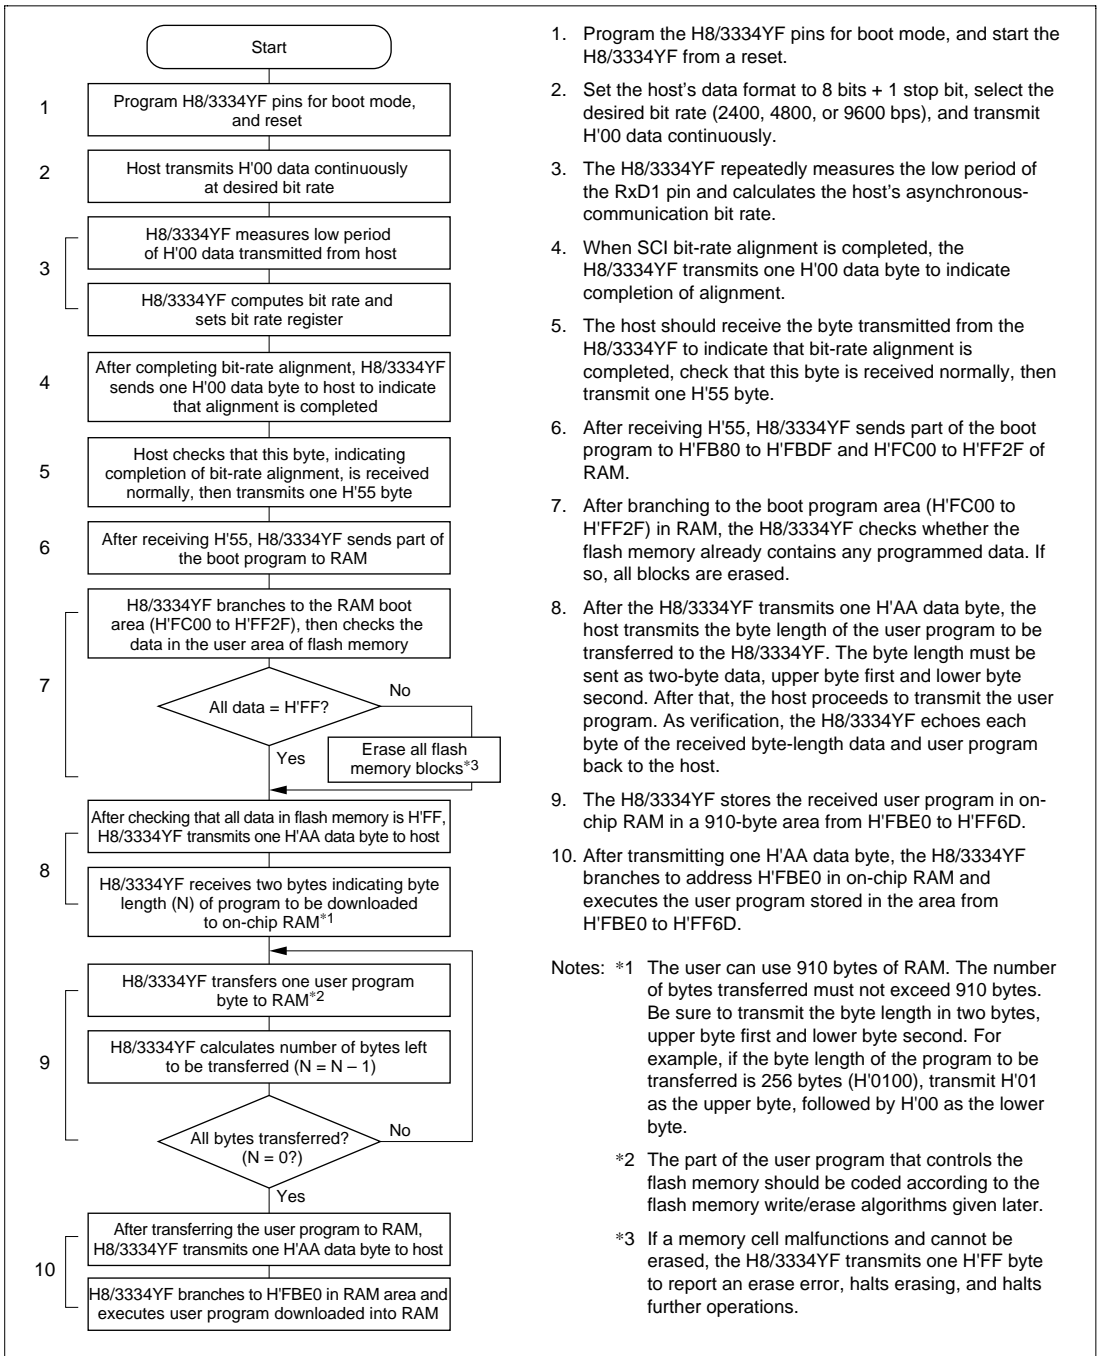 Start
1
Program H8/3334YF pins for boot mode,
and reset
2
Host transmits H'00 data continuously
at desired bit rate
3
H8/3334YF measures low period
of H'00 data transmitted from host
H8/3334YF computes bit rate and
sets bit rate register
4
After completing bit-rate alignment, H8/3334YF
sends one H'00 data byte to host to indicate
that alignment is completed
5
Host checks that this byte, indicating
completion of bit-rate alignment, is received
normally, then transmits one H'55 byte
6
After receiving H'55, H8/3334YF sends part of
the boot program to RAM
7
H8/3334YF branches to the RAM boot
area (H'FC00 to H'FF2F), then checks the
data in the user area of flash memory
All data = H'FF?
No
Yes
Erase all flash
memory blocks*3
8
After checking that all data in flash memory is H'FF,
H8/3334YF transmits one H'AA data byte to host
H8/3334YF receives two bytes indicating byte
length (N) of program to be downloaded
to on-chip RAM*1
9
H8/3334YF transfers one user program
byte to RAM*2
H8/3334YF calculates number of bytes left
to be transferred (N = N – 1)
All bytes transferred?
(N = 0?)
No
Yes
10
After transferring the user program to RAM,
H8/3334YF transmits one H'AA data byte to host
H8/3334YF branches to H'FBE0 in RAM area and
executes user program downloaded into RAM
1. Program the H8/3334YF pins for boot mode, and start the
H8/3334YF from a reset.
2. Set the host's data format to 8 bits + 1 stop bit, select the
desired bit rate (2400, 4800, or 9600 bps), and transmit
H'00 data continuously.
3. The H8/3334YF repeatedly measures the low period of
the RxD1 pin and calculates the host's asynchronous-
communication bit rate.
4. When SCI bit-rate alignment is completed, the
H8/3334YF transmits one H'00 data byte to indicate
completion of alignment.
5. The host should receive the byte transmitted from the
H8/3334YF to indicate that bit-rate alignment is
completed, check that this byte is received normally, then
transmit one H'55 byte.
6. After receiving H'55, H8/3334YF sends part of the boot
program to H'FB80 to H'FBDF and H'FC00 to H'FF2F of
RAM.
7. After branching to the boot program area (H'FC00 to
H'FF2F) in RAM, the H8/3334YF checks whether the
flash memory already contains any programmed data. If
so, all blocks are erased.
8. After the H8/3334YF transmits one H'AA data byte, the
host transmits the byte length of the user program to be
transferred to the H8/3334YF. The byte length must be
sent as two-byte data, upper byte first and lower byte
second. After that, the host proceeds to transmit the user
program. As verification, the H8/3334YF echoes each
byte of the received byte-length data and user program
back to the host.
9. The H8/3334YF stores the received user program in on-
chip RAM in a 910-byte area from H'FBE0 to H'FF6D.
10. After transmitting one H'AA data byte, the H8/3334YF
branches to address H'FBE0 in on-chip RAM and
executes the user program stored in the area from
H'FBE0 to H'FF6D.
Notes: *1 The user can use 910 bytes of RAM. The number
of bytes transferred must not exceed 910 bytes.
Be sure to transmit the byte length in two bytes,
upper byte first and lower byte second. For
example, if the byte length of the program to be
transferred is 256 bytes (H'0100), transmit H'01
as the upper byte, followed by H'00 as the lower
byte.
*2 The part of the user program that controls the
flash memory should be coded according to the
flash memory write/erase algorithms given later.
*3 If a memory cell malfunctions and cannot be
erased, the H8/3334YF transmits one H'FF byte
to report an erase error, halts erasing, and halts
further operations.